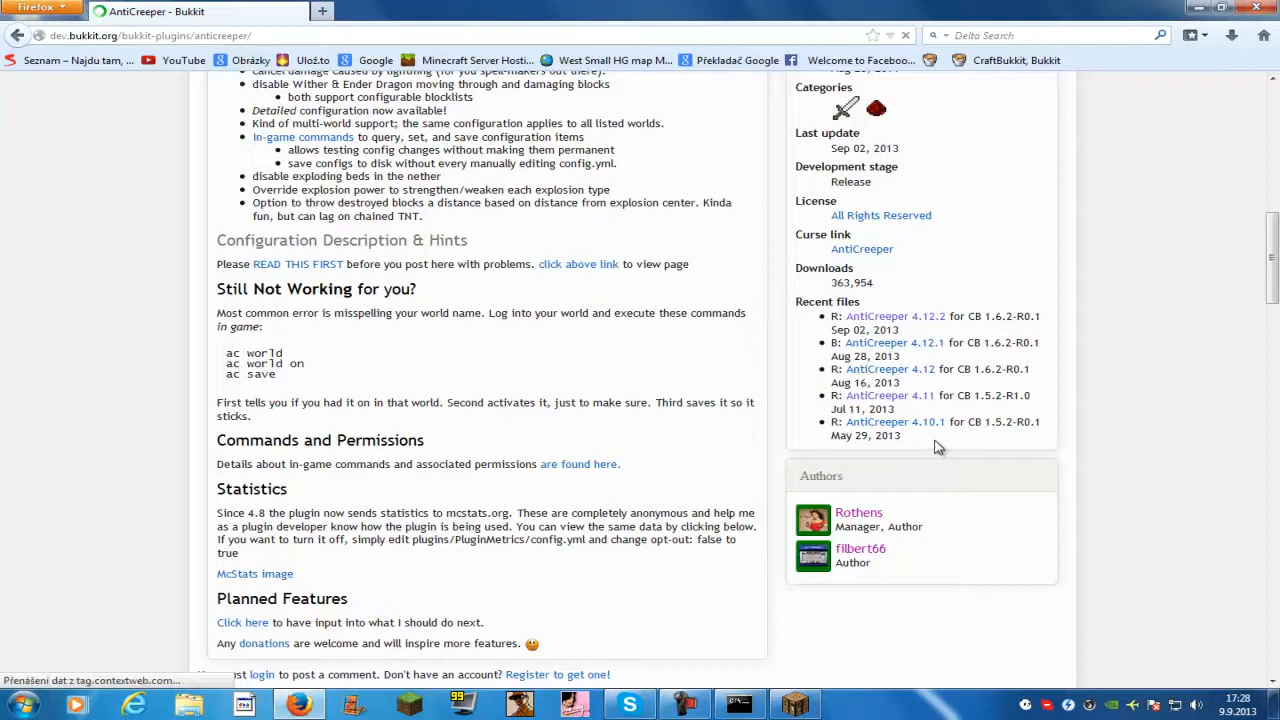 Firefox
AntiCreeper - Bukkit
dev.bukkit.org/bukkit-plugins/anticreeper/
Delta Search
Seznam – Najdu tam, ...
YouTube
Obrázky
Ulož.to
Google
Minecraft Server Hosti...
West Small HG map M...
Překladač Google
Welcome to Faceboo...
CraftBukkit, Bukkit
cancel damage caused by lightning (for you spell-makers out there).
disable Wither & Ender Dragon moving through and damaging blocks
both support configurable blocklists
Detailed configuration now available!
Kind of multi-world support; the same configuration applies to all listed worlds.
In-game commands to query, set, and save configuration items
allows testing config changes without making them permanent
save configs to disk without every manually editing config.yml.
disable exploding beds in the nether
Override explosion power to strengthen/weaken each explosion type
Option to throw destroyed blocks a distance based on distance from explosion center. Kinda
fun, but can lag on chained TNT.
Configuration Description & Hints
Please READ THIS FIRST before you post here with problems. click above link to view page
Still Not Working for you?
Most common error is misspelling your world name. Log into your world and execute these commands
in game:
ac world
ac world on
ac save
First tells you if you had it on in that world. Second activates it, just to make sure. Third saves it so it
sticks.
Commands and Permissions
Details about in-game commands and associated permissions are found here.
Statistics
Since 4.8 the plugin now sends statistics to mcstats.org. These are completely anonymous and help me
as a plugin developer know how the plugin is being used. You can view the same data by clicking below.
If you want to turn it off, simply edit plugins/PluginMetrics/config.yml and change opt-out: false to
true
McStats image
Planned Features
Click here to have input into what I should do next.
Any donations are welcome and will inspire more features.
login to post a comment. Don't have an account? Register to get one!
Categories
Last update
Sep 02, 2013
Development stage
Release
License
All Rights Reserved
Curse link
AntiCreeper
Downloads
363,954
Recent files
R: AntiCreeper 4.12.2 for CB 1.6.2-R0.1
Sep 02, 2013
B: AntiCreeper 4.12.1 for CB 1.6.2-R0.1
Aug 28, 2013
R: AntiCreeper 4.12 for CB 1.6.2-R0.1
Aug 16, 2013
R: AntiCreeper 4.11 for CB 1.5.2-R1.0
Jul 11, 2013
R: AntiCreeper 4.10.1 for CB 1.5.2-R0.1
May 29, 2013
Authors
Rothens
Manager, Author
filbert66
Author
Přenášení dat z tag.contextweb.com...
99
17:28
9.9.2013